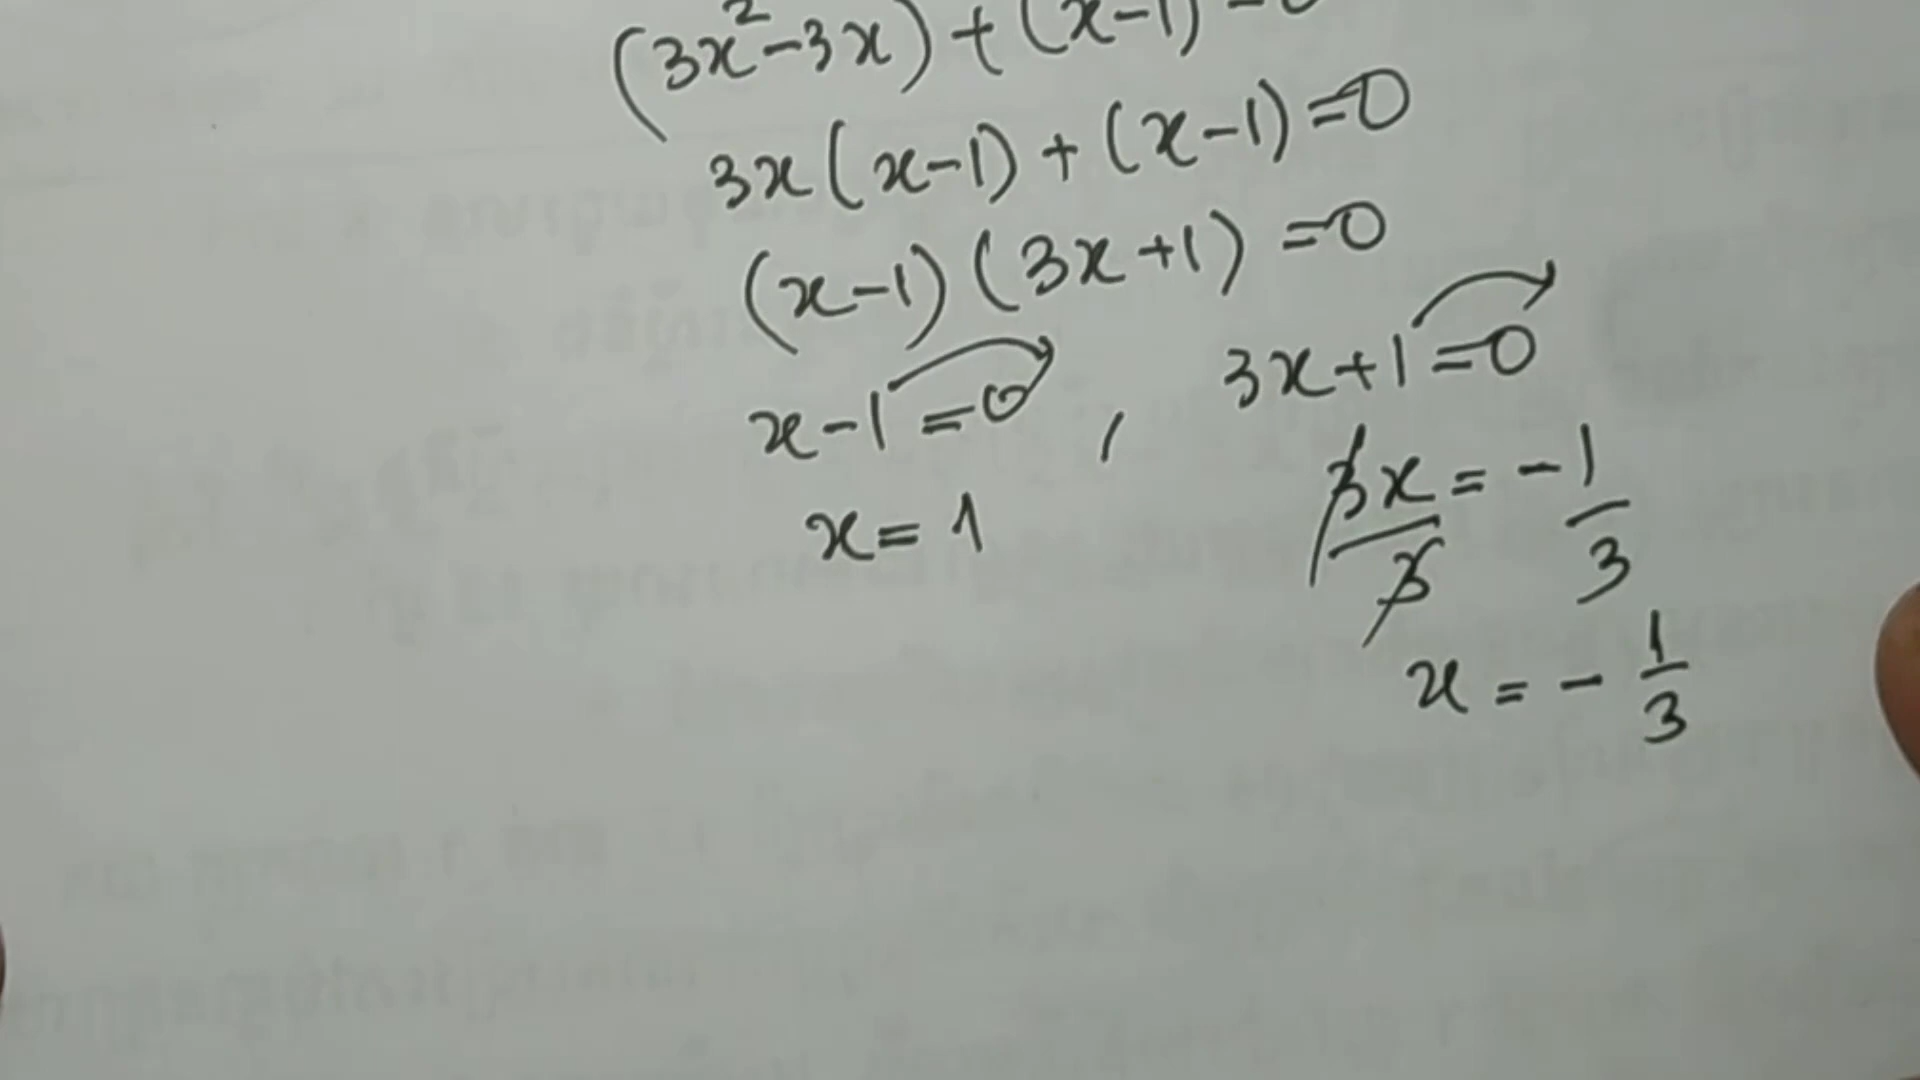 (3x²-3x)+(x-1)=0
3x(x-1)+(x-1)=0
(x-1)(3x+1)=0
x-1=0 , 3x+1=0
x=1
3x/3=-1/3
x=-1/3